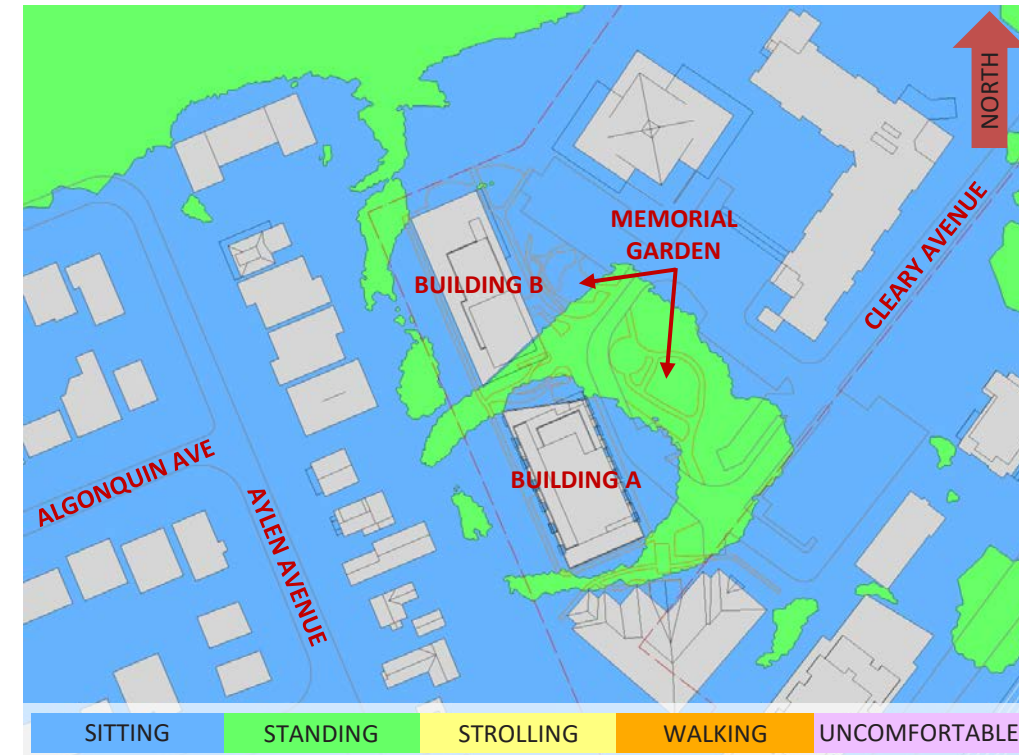 NORTH
MEMORIAL
GARDEN
CLEARY AVENUE
BUILDING B
BUILDING A
ALGONQUIN AVE
AYLEN AVENUE
SITTING STANDING STROLLING WALKING UNCOMFORTABLE